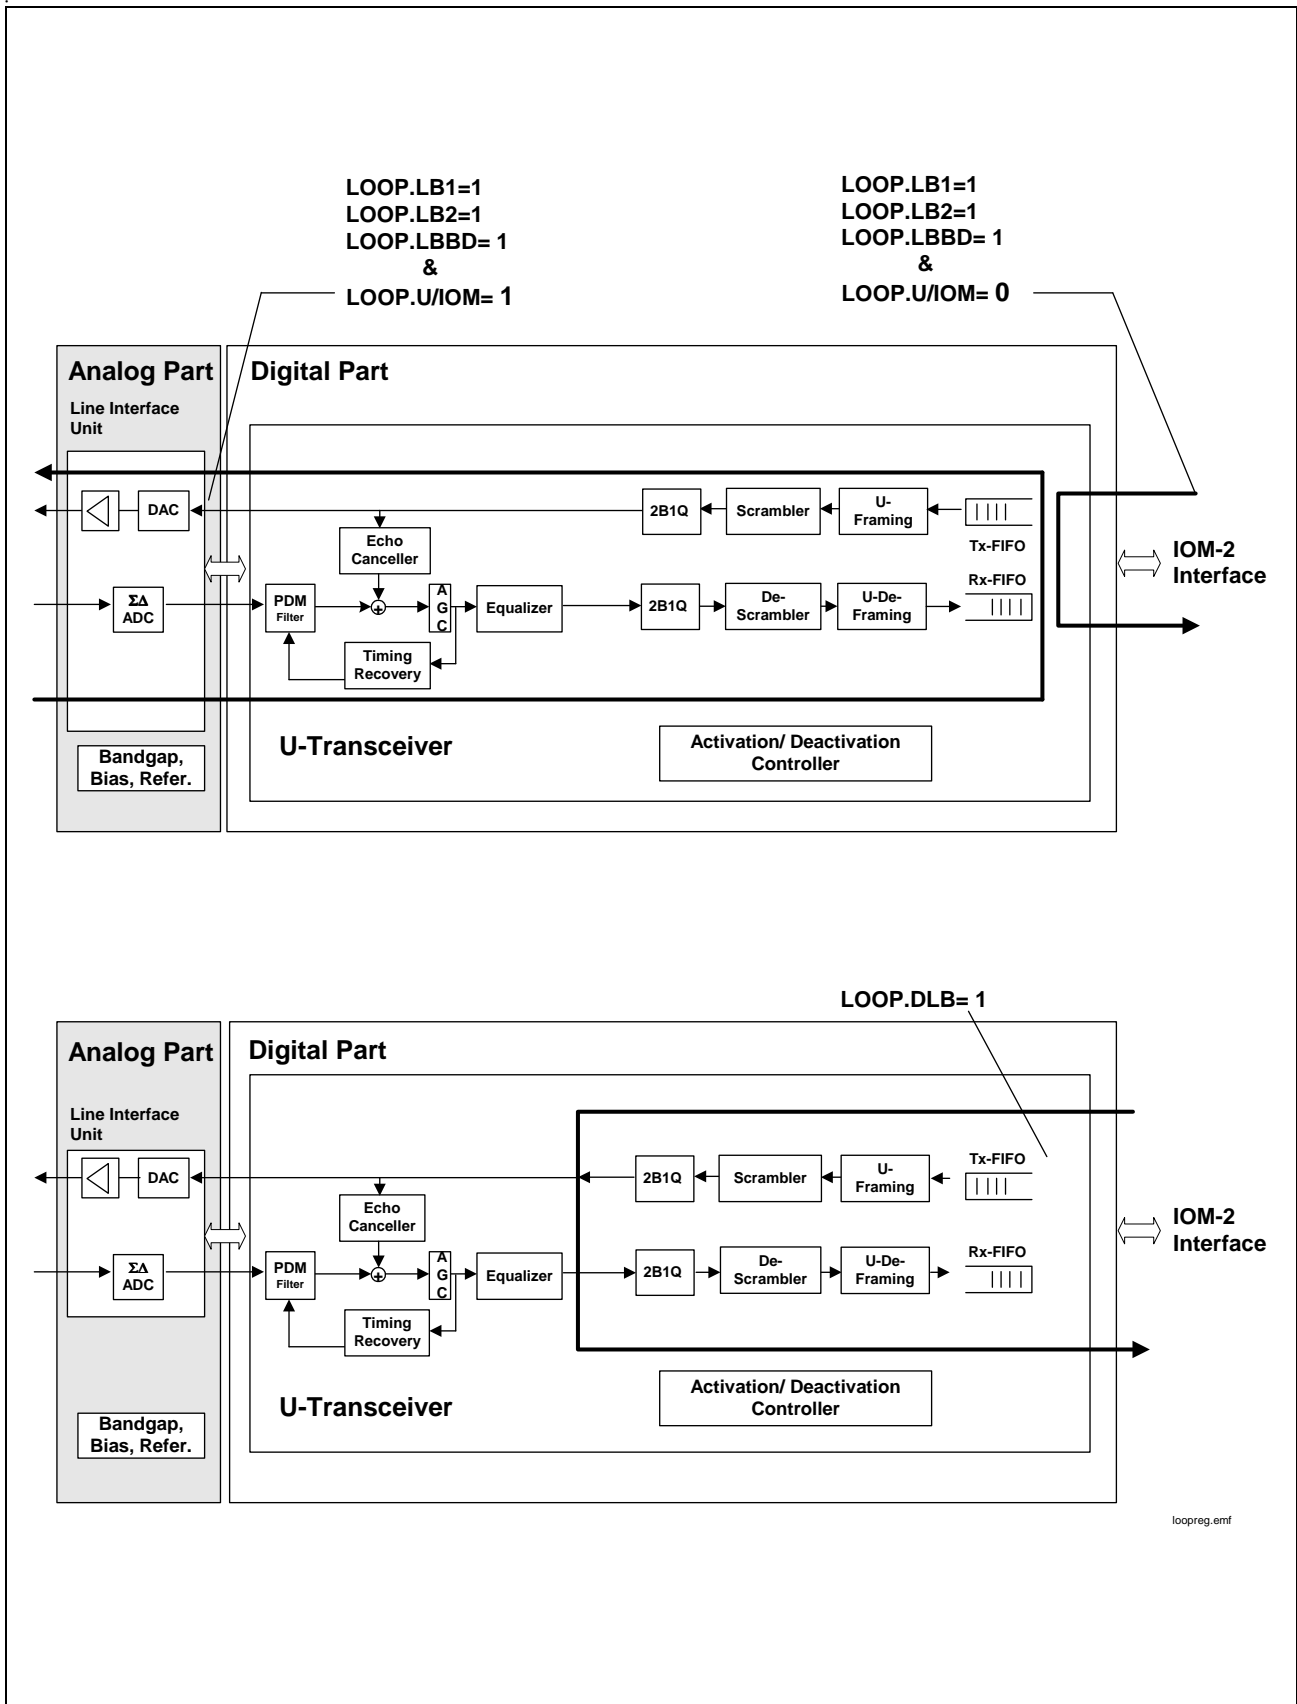 LOOP.LB1=1
LOOP.LB2=1
LOOP.LBBD= 1
&
LOOP.U/IOM= 1
LOOP.LB1=1
LOOP.LB2=1
LOOP.LBBD= 1
&
LOOP.U/IOM= 0
Analog Part
Digital Part
Line Interface
Unit
DAC
2B1Q
Scrambler
U-
Framing
Tx-FIFO
Echo
Canceller
IOM-2
Interface
ΣΔ
ADC
PDM
Filter
+
A
G
C
Equalizer
2B1Q
De-
Scrambler
U-De-
Framing
Rx-FIFO
Timing
Recovery
U-Transceiver
Activation/ Deactivation
Controller
Bandgap,
Bias, Refer.
LOOP.DLB= 1
Analog Part
Digital Part
Line Interface
Unit
DAC
2B1Q
Scrambler
U-
Framing
Tx-FIFO
Echo
Canceller
IOM-2
Interface
ΣΔ
ADC
PDM
Filter
+
A
G
C
Equalizer
2B1Q
De-
Scrambler
U-De-
Framing
Rx-FIFO
Timing
Recovery
U-Transceiver
Activation/ Deactivation
Controller
Bandgap,
Bias, Refer.
loopreg.emf